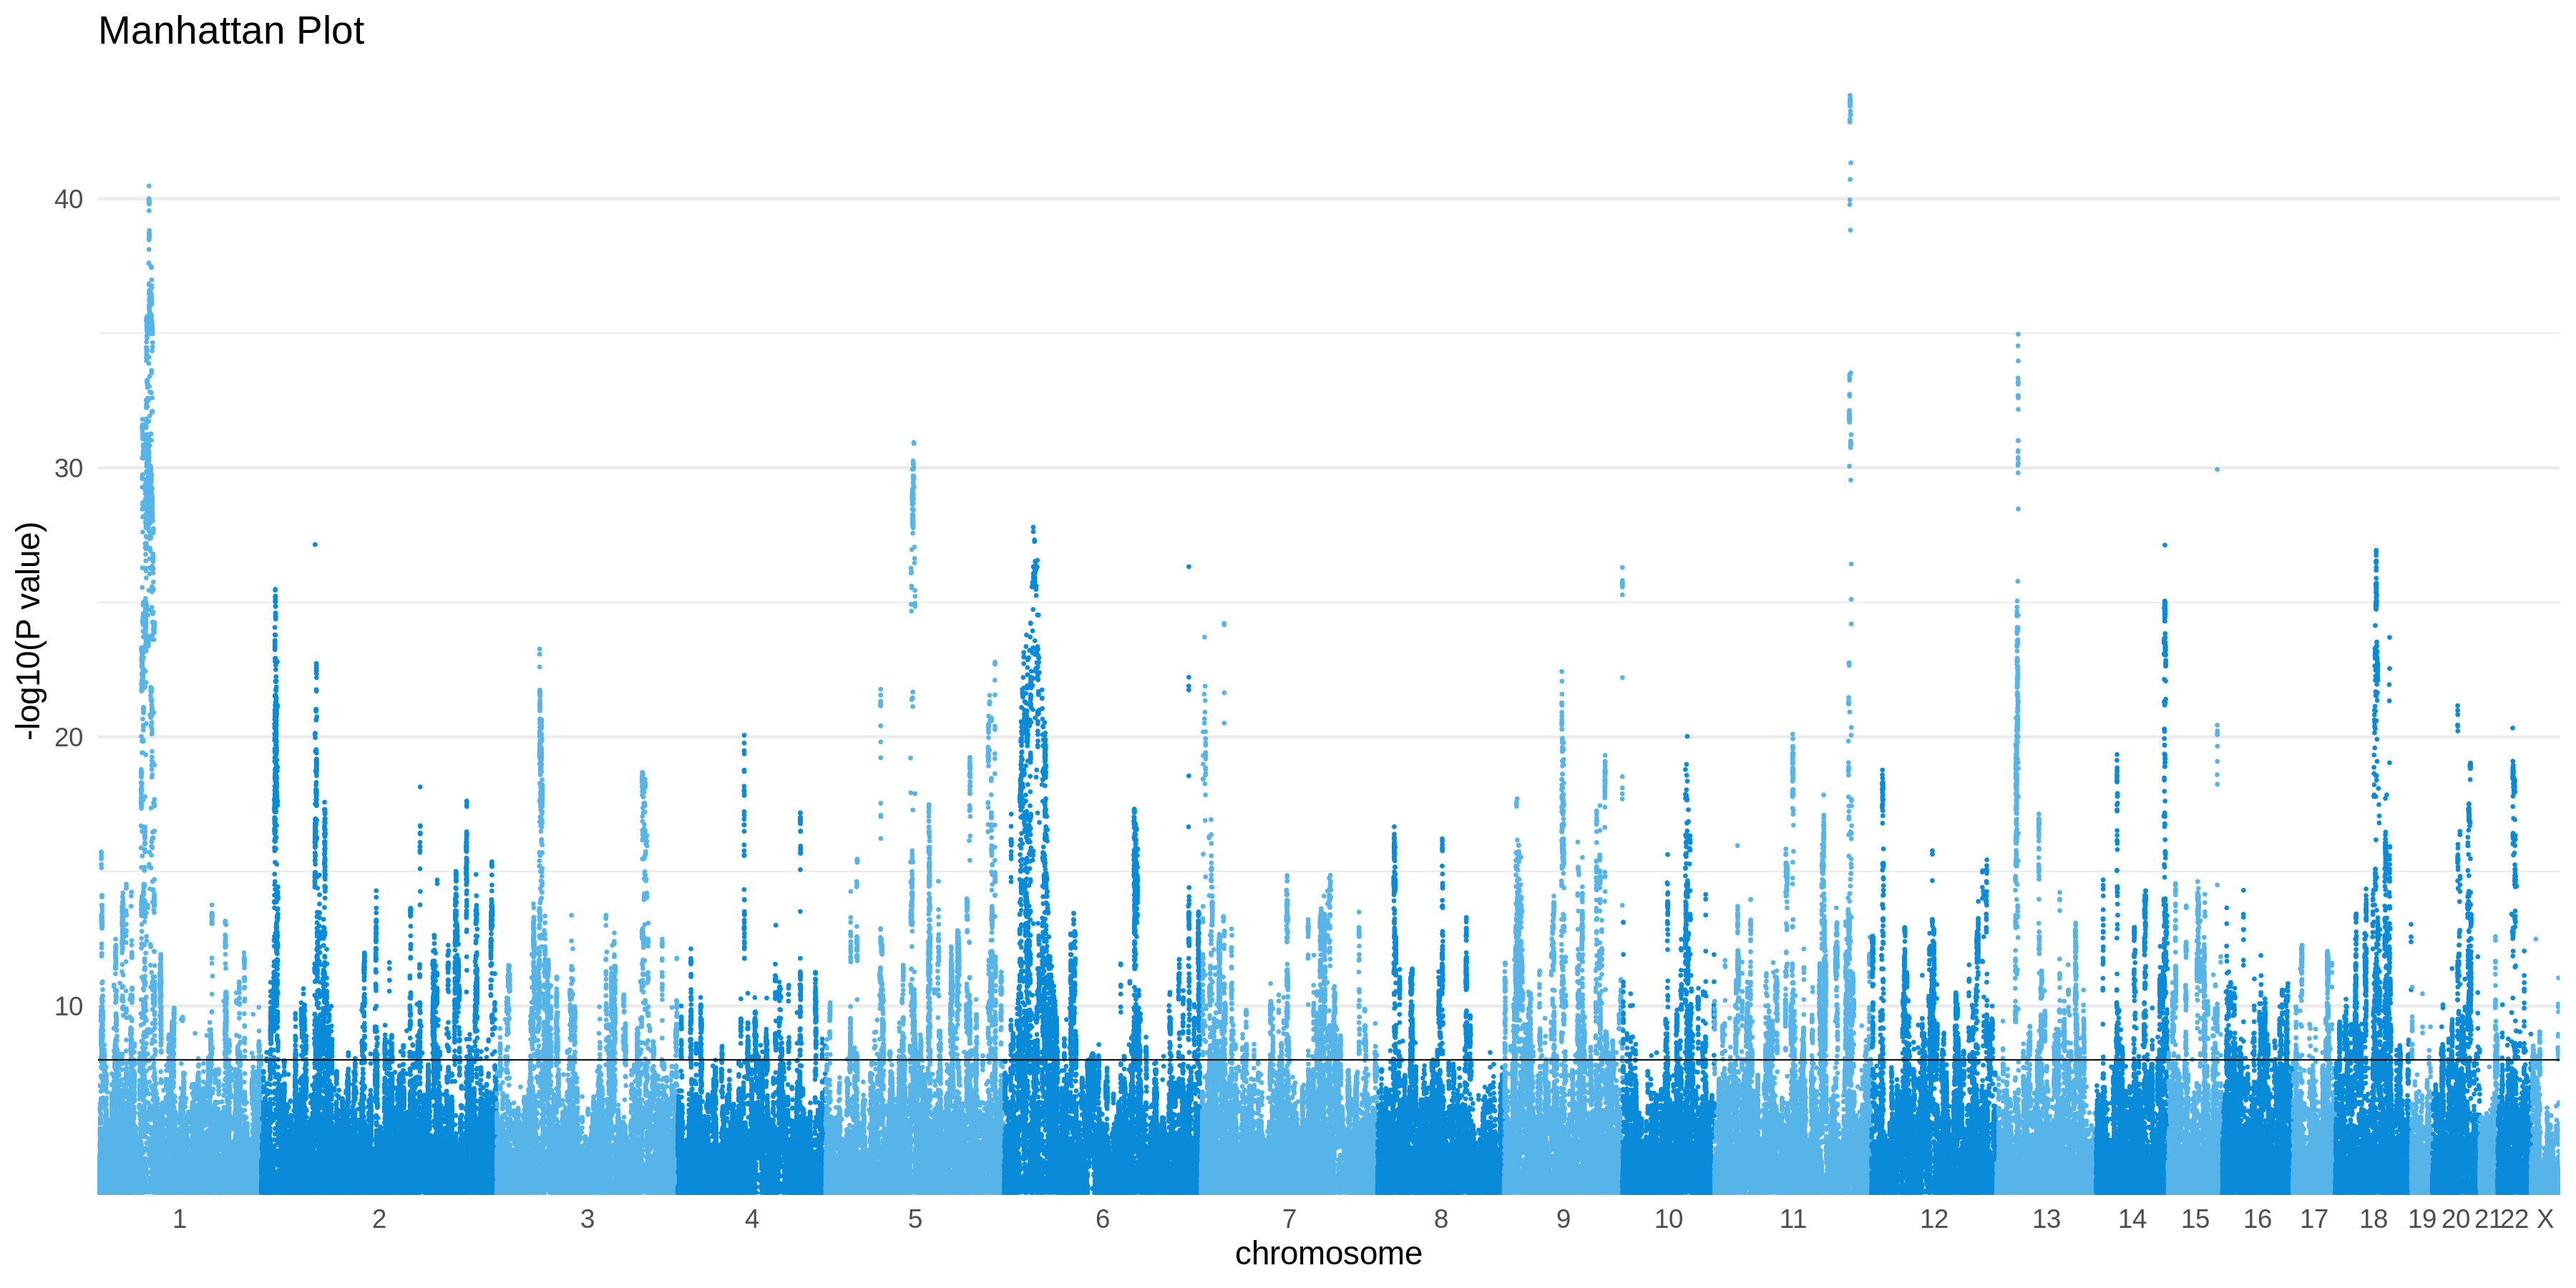 Manhattan Plot
40
30
20
10
-log10(P value)
1 2 3 4 5 6 7 8 9 10 11 12 13 14 15 16 17 18 19 20 21 22 X
chromosome